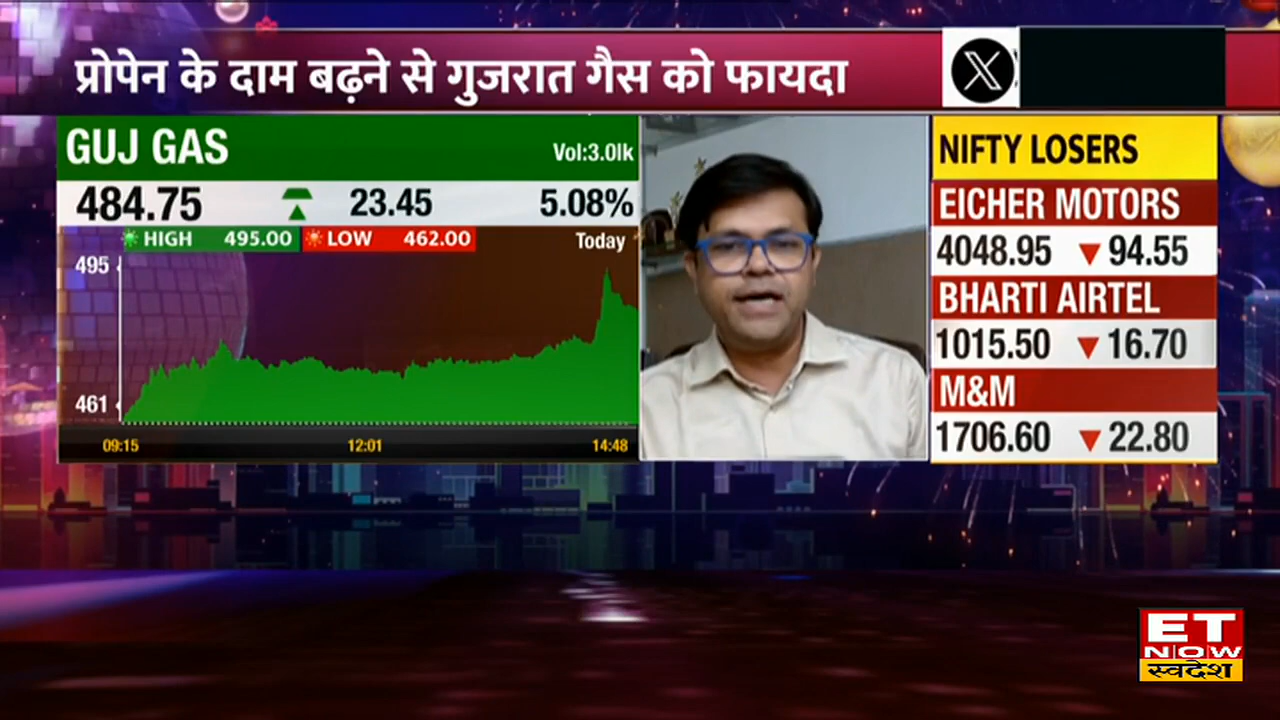 प्रोपेन के दाम बढ़ने से गुजरात गैस को फायदा
X
GUJ GAS Vol:3.0lk
484.75 23.45 5.08%
HIGH 495.00 LOW 462.00 Today
495
461
09:15 12:01 14:48
NIFTY LOSERS
EICHER MOTORS
4048.95 ▼ 94.55
BHARTI AIRTEL
1015.50 ▼ 16.70
M&M
1706.60 ▼ 22.80
ET
NOW
स्वदेश